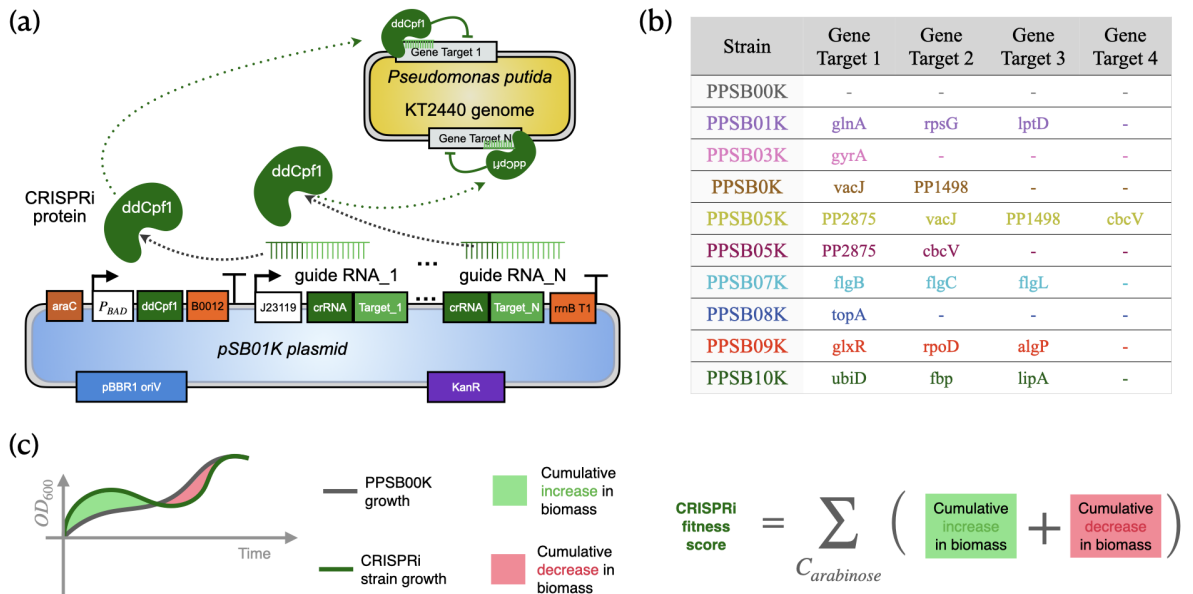 (a)
ddCpf1
Gene Target 1
Pseudomonas putida
KT2440 genome
Gene Target N
ddCpf1
CRISPRi
protein
ddCpf1
ddCpf1
guide RNA_1
...
guide RNA_N
araC
P_BAD
ddCpf1
B0012
J23119
crRNA
Target_1
...
crRNA
Target_N
rrnB T1
pSB01K plasmid
pBBR1 oriV
KanR
(b)
Strain Gene Target 1 Gene Target 2 Gene Target 3 Gene Target 4
PPSB00K - - - -
PPSB01K glnA rpsG lptD -
PPSB03K gyrA - - -
PPSB0K vacJ PP1498 - -
PPSB05K PP2875 vacJ PP1498 cbcV
PPSB05K PP2875 cbcV - -
PPSB07K flgB flgC flgL -
PPSB08K topA - - -
PPSB09K glxR rpoD algP -
PPSB10K ubiD fbp lipA -
(c)
OD600
Time
PPSB00K
growth
CRISPRi
strain growth
Cumulative
increase in
biomass
Cumulative
decrease in
biomass
CRISPRi
fitness
score
= Σ
C_arabinose
(
Cumulative
increase
in biomass
+
Cumulative
decrease
in biomass
)